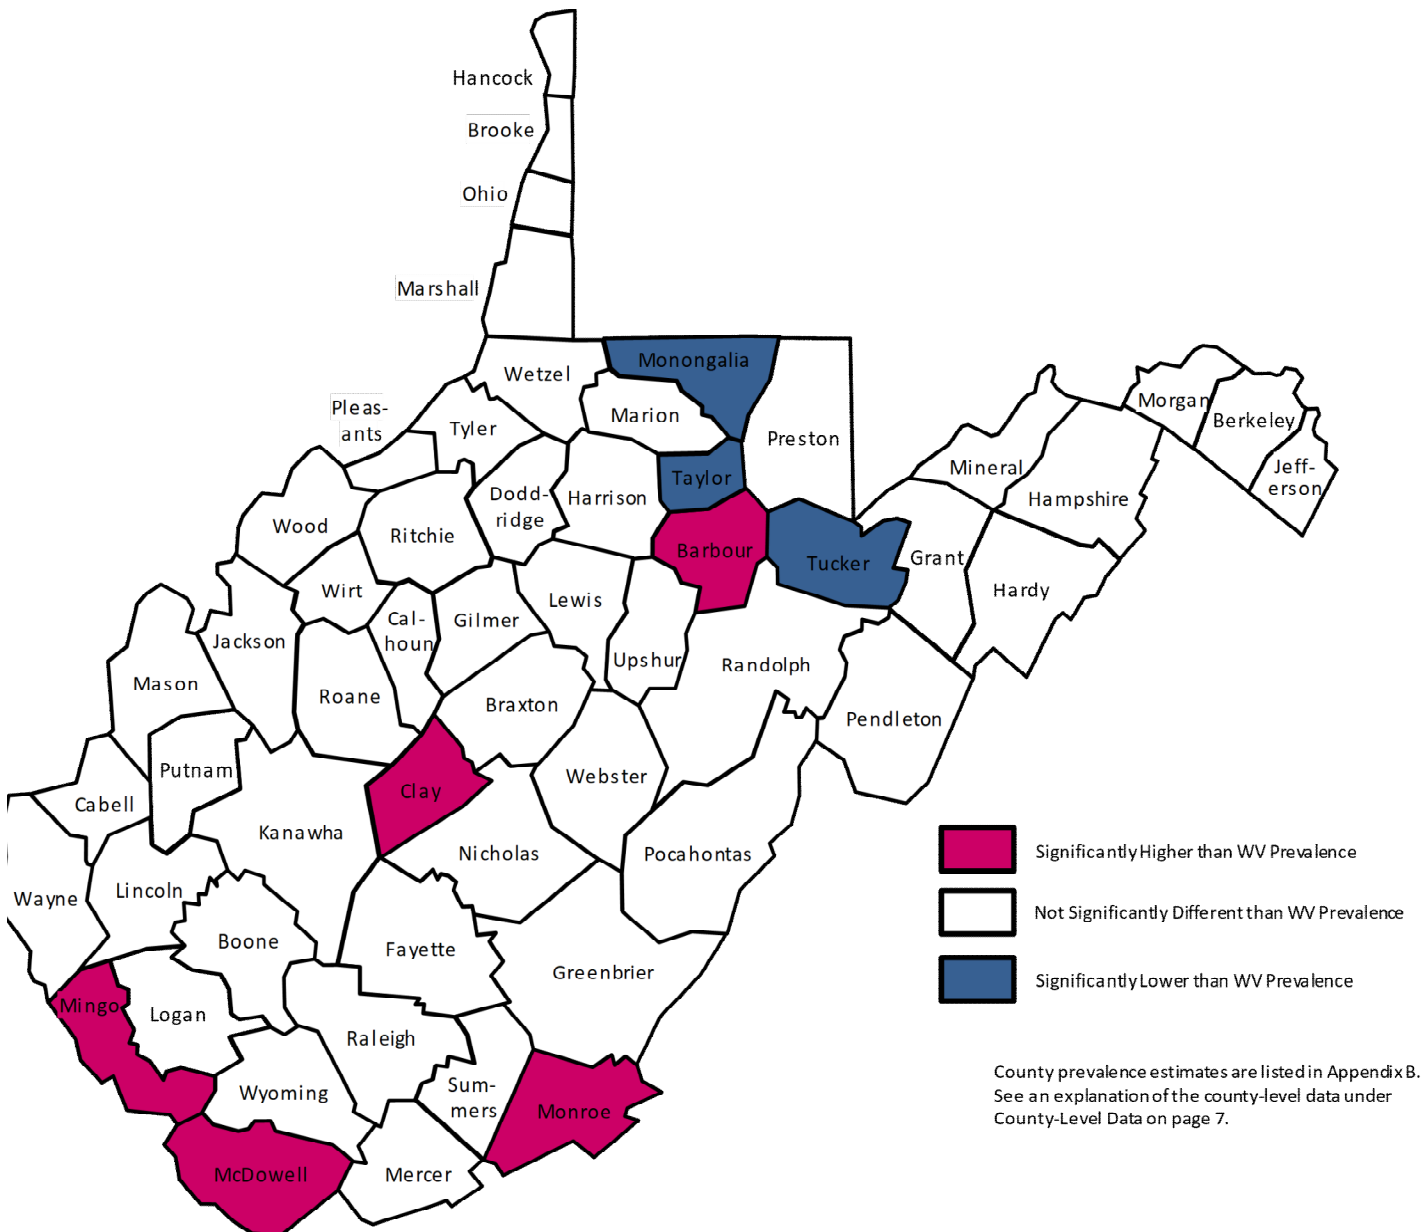 Hancock
Brooke
Ohio
Marshall
Wetzel
Monongalia
Marion
Preston
Pleas-
ants
Tyler
Morgan
Berkeley
Jeff-
erson
Mineral
Hampshire
Taylor
Dodd-
ridge
Harrison
Wood
Ritchie
Barbour
Tucker
Grant
Hardy
Wirt
Cal-
houn
Gilmer
Lewis
Jackson
Upshur
Randolph
Mason
Roane
Braxton
Pendleton
Putnam
Cabell
Clay
Webster
Kanawha
Nicholas
Pocahontas
Wayne
Lincoln
Boone
Fayette
Greenbrier
Mingo
Logan
Raleigh
Wyoming
Sum-
mers
Monroe
McDowell
Mercer
Significantly Higher than WV Prevalence
Not Significantly Different than WV Prevalence
Significantly Lower than WV Prevalence
County prevalence estimates are listed in Appendix B.
See an explanation of the county-level data under
County-Level Data on page 7.